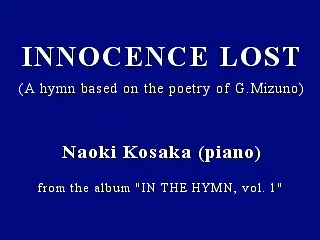 INNOCENCE LOST
(A hymn based on the poetry of G.Mizuno)
Naoki Kosaka (piano)
from the album "IN THE HYMN, vol. 1"